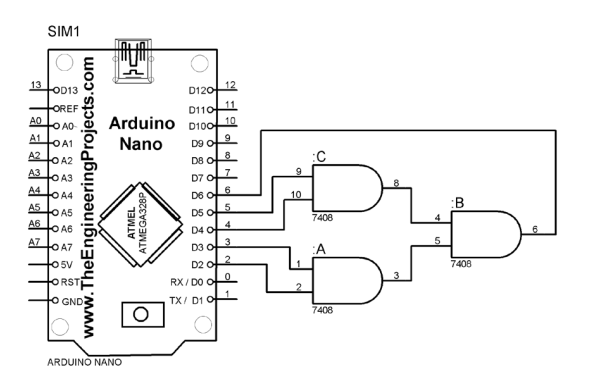 SIM1
www.TheEngineeringProjects.com
Arduino
Nano
ATMEL
ATMEGA328P
13 D13
REF
A0 A0
A1 A1
A2 A2
A3 A3
A4 A4
A5 A5
A6 A6
A7 A7
5V
RST
GND
D12 12
D11 11
D10 10
D9 9
D8 8
D7 7
D6 6
D5 5
D4 4
D3 3
D2 2
RX / D0 0
TX / D1 1
ARDUINO NANO
:C
9
10
8
7408
:A
1
2
3
7408
:B
4
5
6
7408